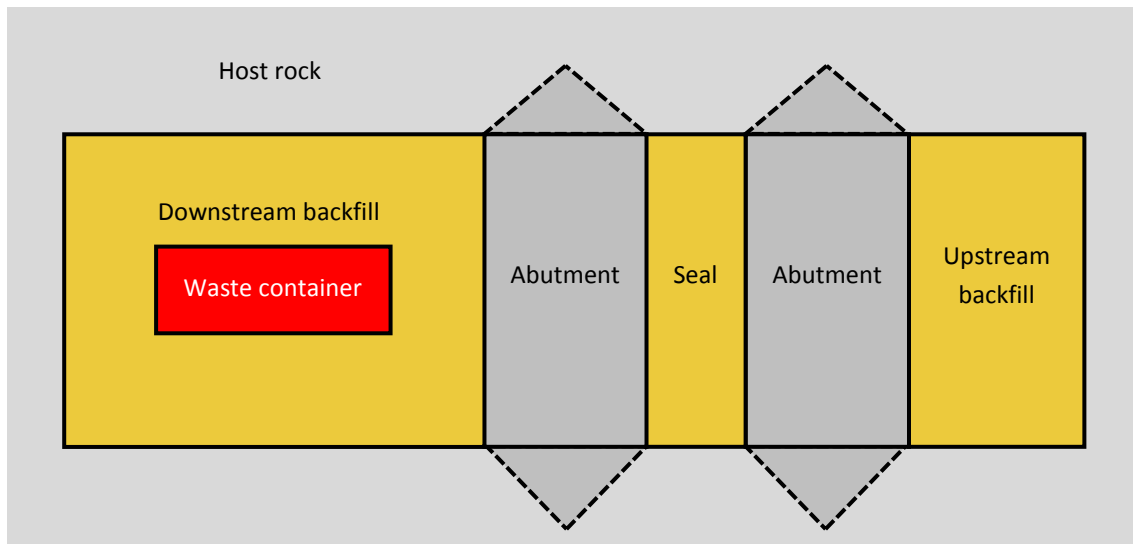 Host rock
Downstream backfill
Waste container
Abutment
Seal
Abutment
Upstream
backfill